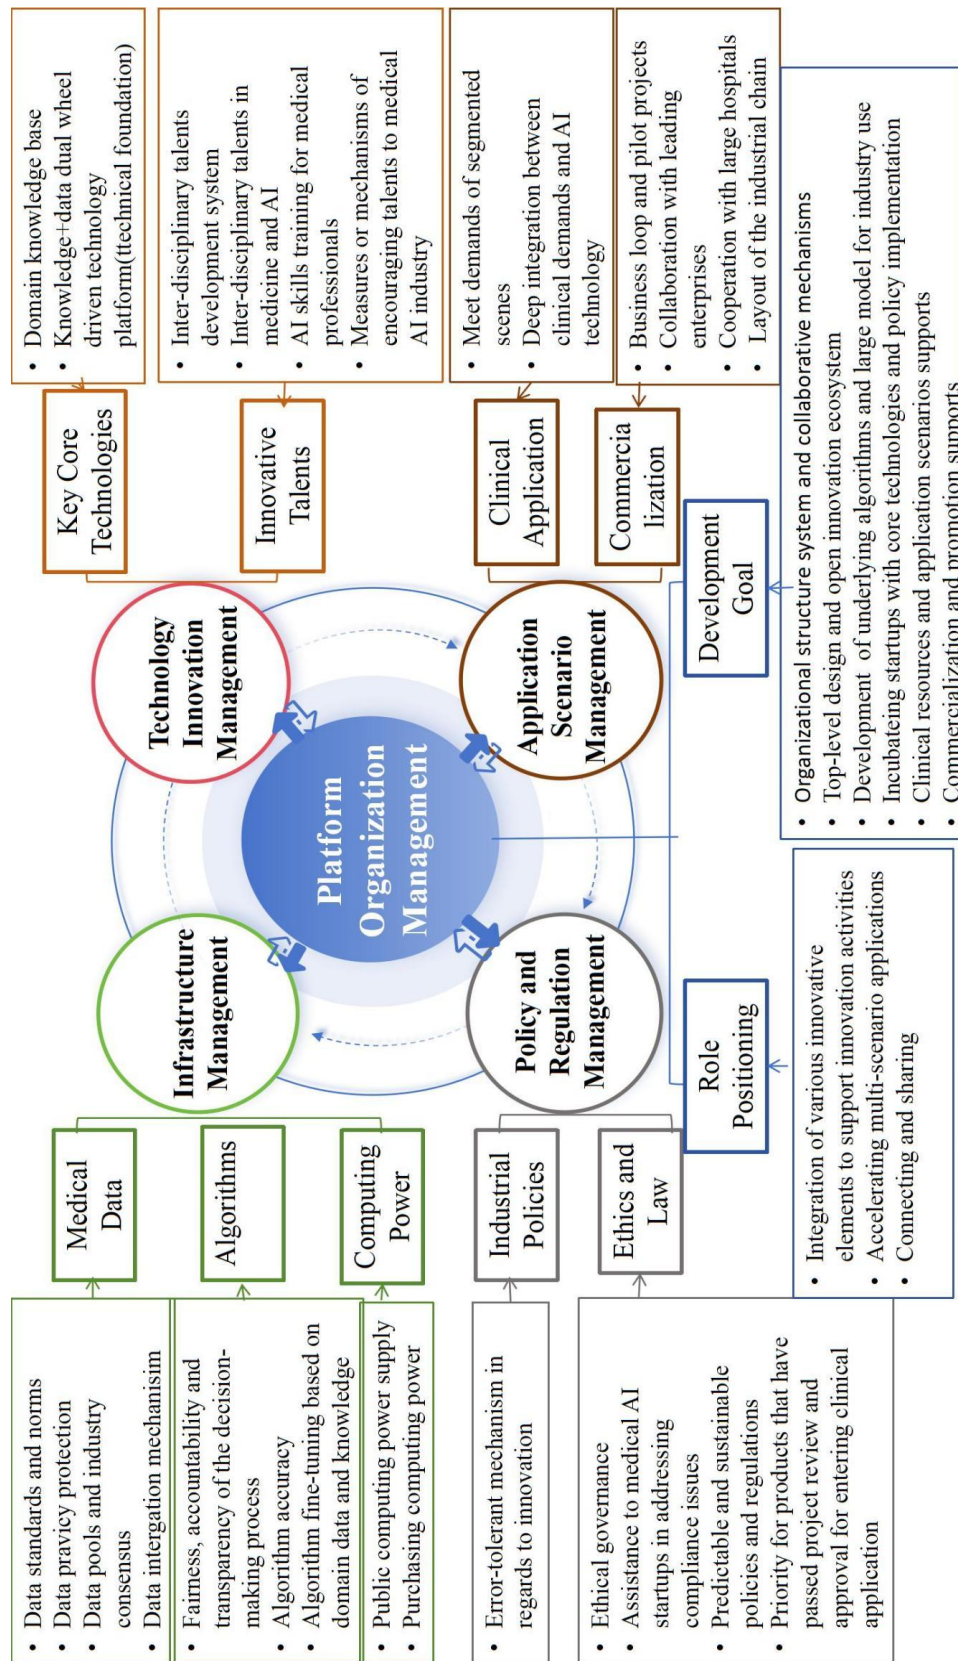 • Data standards and norms
• Data pravicy protection
• Data pools and industry
consensus
• Data intergation mechanisim
• Fairness, accountability and
transparency of the decision-
making process
• Algorithm accuracy
• Algorithm fine-tuning based on
domain data and knowledge
• Public computing power supply
• Purchasing computing power
• Error-tolerant mechanism in
regards to innovation
• Ethical governance
• Assistance to medical AI
startups in addressing
compliance issues
• Predictable and sustainable
policies and regulations
• Priority for products that have
passed project review and
approval for entering clinical
application
Medical
Data
Algorithms
Computing
Power
Industrial
Policies
Ethics and
Law
Infrastructure
Management
Policy and
Regulation
Management
Platform
Organization
Management
Technology
Innovation
Management
Application
Scenario
Management
Key Core
Technologies
Innovative
Talents
Clinical
Application
Commercia
lization
• Domain knowledge base
• Knowledge+data dual wheel
driven technology
platform(ttechnical foundation)
• Inter-disciplinary talents
development system
• Inter-disciplinary talents in
medicine and AI
• AI skills training for medical
professionals
• Measures or mechanisms of
encouraging talents to medical
AI industry
• Meet demands of segmented
scenes
• Deep integration between
clinical demands and AI
technology
• Business loop and pilot projects
• Collaboration with leading
enterprises
• Cooperation with large hospitals
• Layout of the industrial chain
Role
Positioning
Development
Goal
• Integration of various innovative
elements to support innovation activities
• Accelerating multi-scenario applications
• Connecting and sharing
• Organizational structure system and collaborative mechanisms
• Top-level design and open innovation ecosystem
• Development of underlying algorithms and large model for industry use
• Incubateing startups with core technologies and policy implementation
• Clinical resources and application scenarios supports
• Commercialization and promotion supports